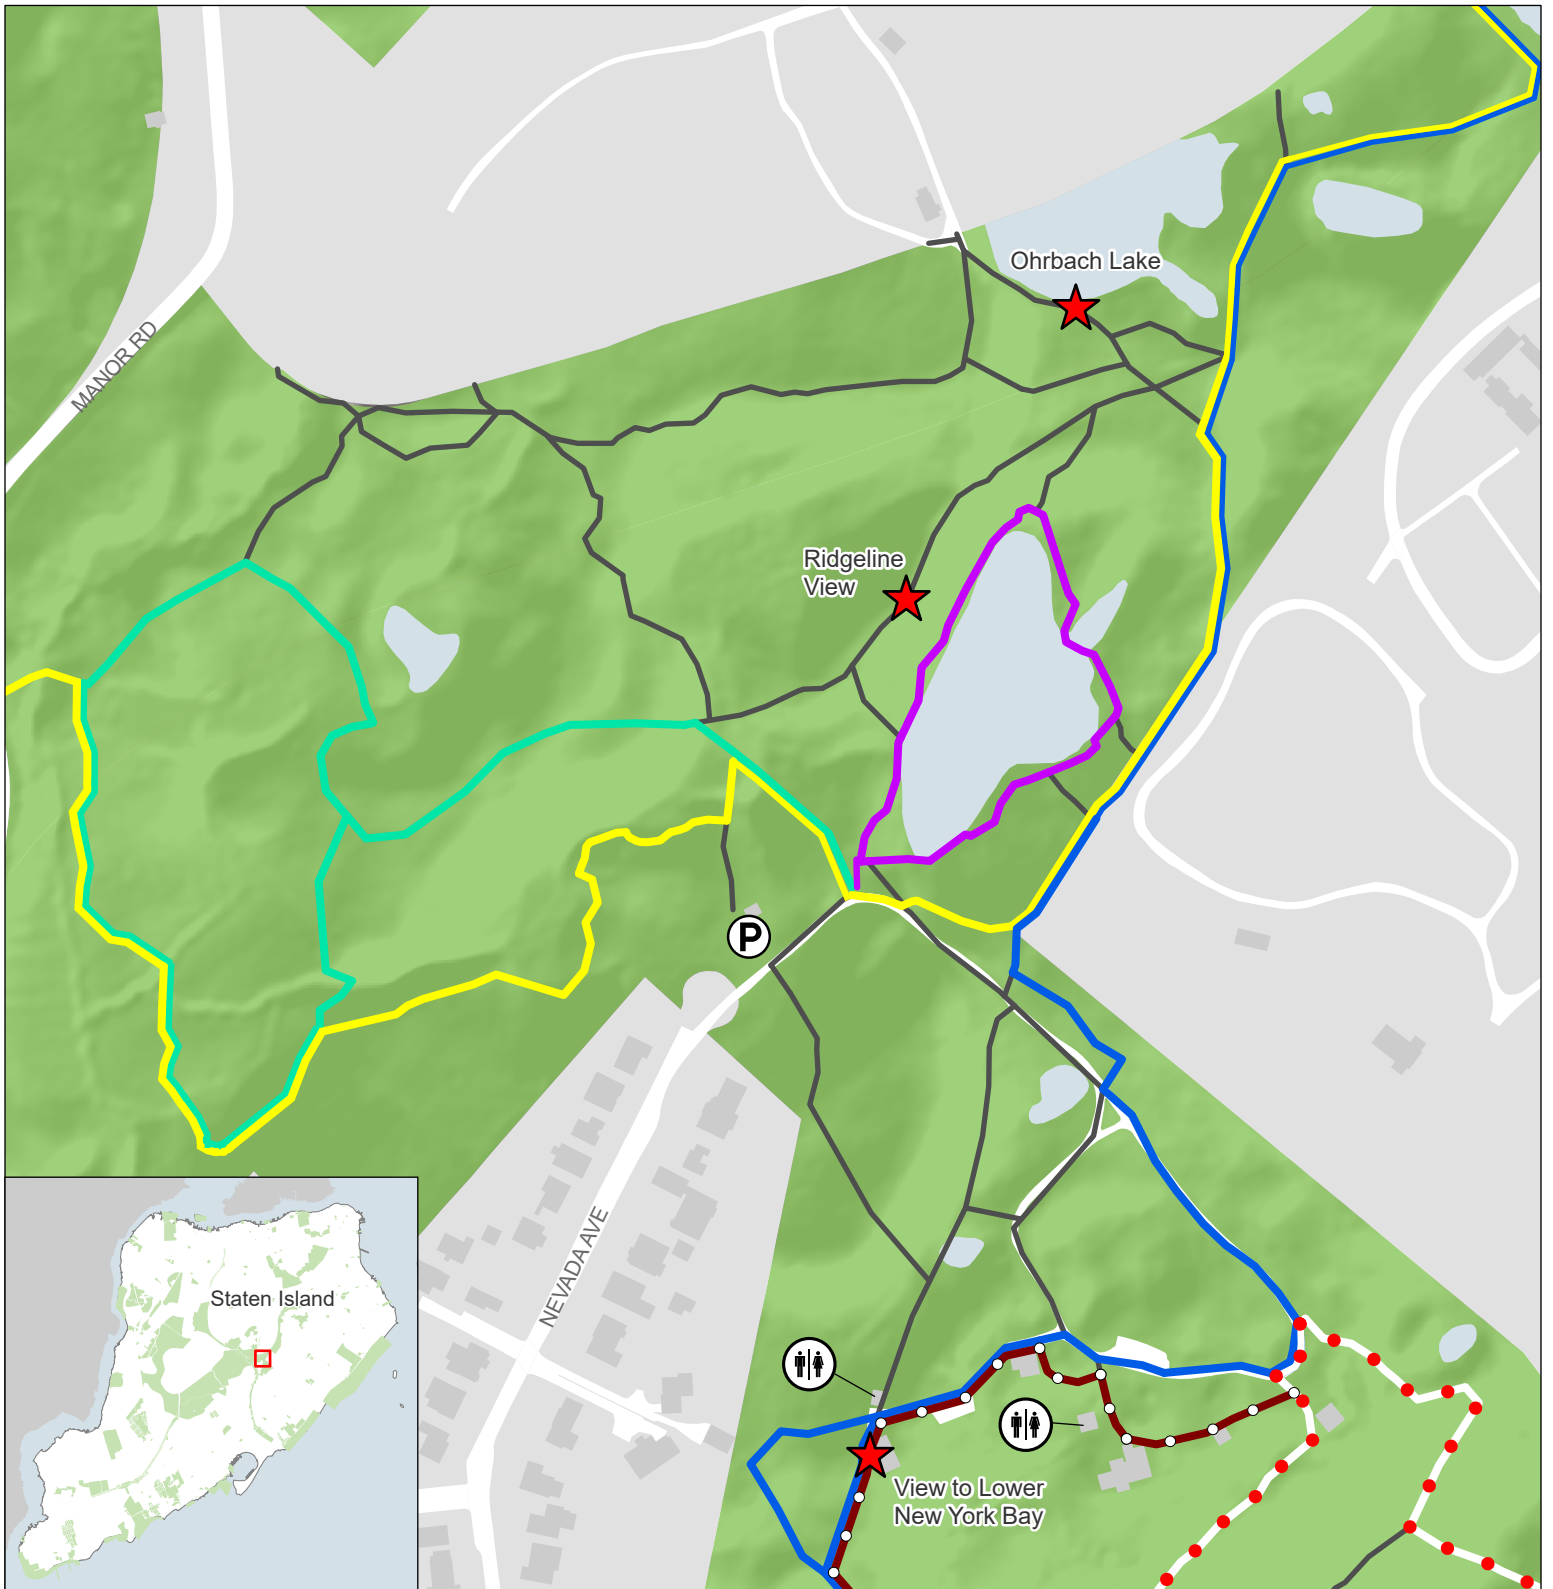 Ohrbach Lake
MANOR RD
Ridgeline
View
P
NEVADA AVE
Staten Island
View to Lower
New York Bay